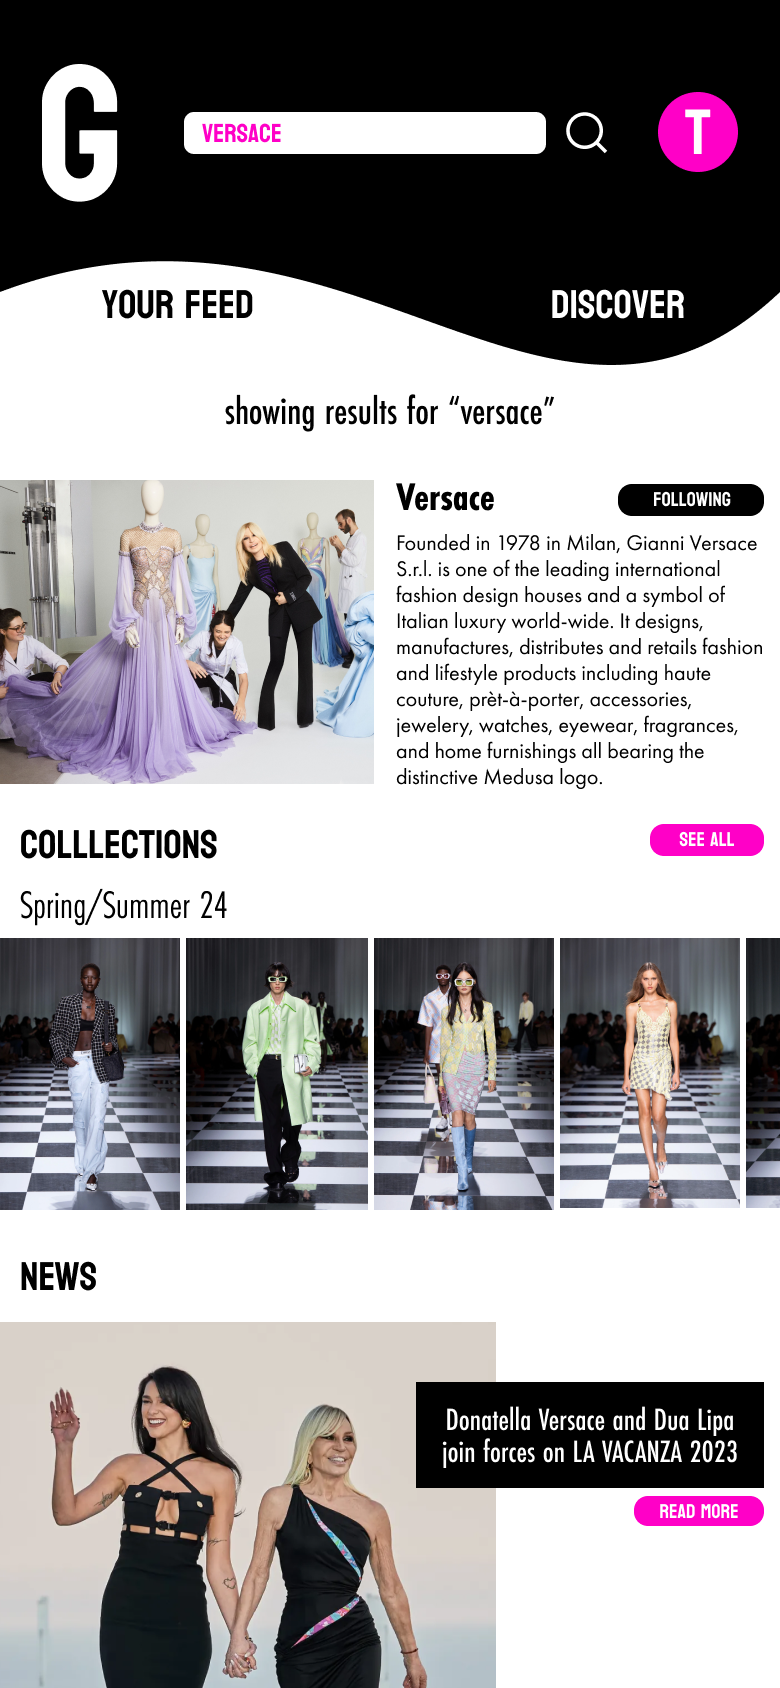 G
VERSACE
T
YOUR FEED
DISCOVER
showing results for “versace”
Versace
FOLLOWING
Founded in 1978 in Milan, Gianni Versace
S.r.l. is one of the leading international
fashion design houses and a symbol of
Italian luxury world-wide. It designs,
manufactures, distributes and retails fashion
and lifestyle products including haute
couture, prèt-à-porter, accessories,
jewelery, watches, eyewear, fragrances,
and home furnishings all bearing the
distinctive Medusa logo.
COLLLECTIONS
SEE ALL
Spring/Summer 24
NEWS
Donatella Versace and Dua Lipa
join forces on LA VACANZA 2023
READ MORE